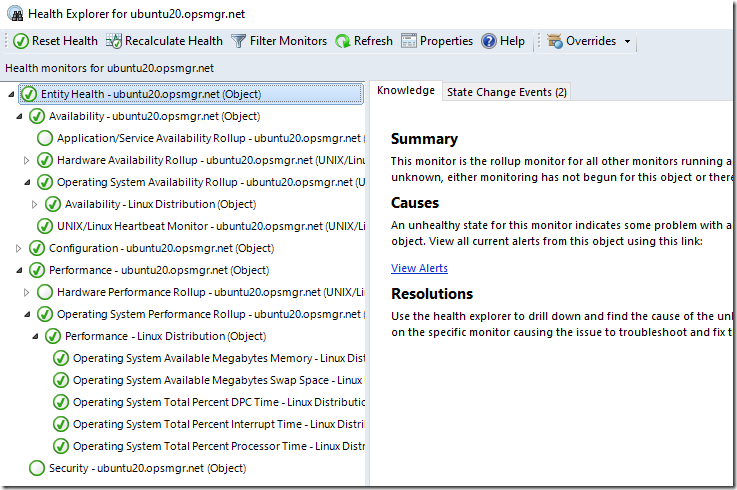 Health Explorer for ubuntu20.opsmgr.net
Reset Health Recalculate Health Filter Monitors Refresh Properties Help Overrides
Health monitors for ubuntu20.opsmgr.net
Entity Health - ubuntu20.opsmgr.net (Object)
Availability - ubuntu20.opsmgr.net (Object)
Application/Service Availability Rollup - ubuntu20.opsmgr.net (
Hardware Availability Rollup - ubuntu20.opsmgr.net (UNIX/Linu
Operating System Availability Rollup - ubuntu20.opsmgr.net (U
Availability - Linux Distribution (Object)
UNIX/Linux Heartbeat Monitor - ubuntu20.opsmgr.net (UNIX/Li
Configuration - ubuntu20.opsmgr.net (Object)
Performance - ubuntu20.opsmgr.net (Object)
Hardware Performance Rollup - ubuntu20.opsmgr.net (UNIX/Li
Operating System Performance Rollup - ubuntu20.opsmgr.net (
Performance - Linux Distribution (Object)
Operating System Available Megabytes Memory - Linux Dist
Operating System Available Megabytes Swap Space - Linux
Operating System Total Percent DPC Time - Linux Distributio
Operating System Total Percent Interrupt Time - Linux Distri
Operating System Total Percent Processor Time - Linux Distri
Security - ubuntu20.opsmgr.net (Object)
Knowledge State Change Events (2)
Summary
This monitor is the rollup monitor for all other monitors running a
unknown, either monitoring has not begun for this object or there
Causes
An unhealthy state for this monitor indicates some problem with a
object. View all current alerts from this object using this link:
View Alerts
Resolutions
Use the health explorer to drill down and find the cause of the unl
on the specific monitor causing the issue to troubleshoot and fix t